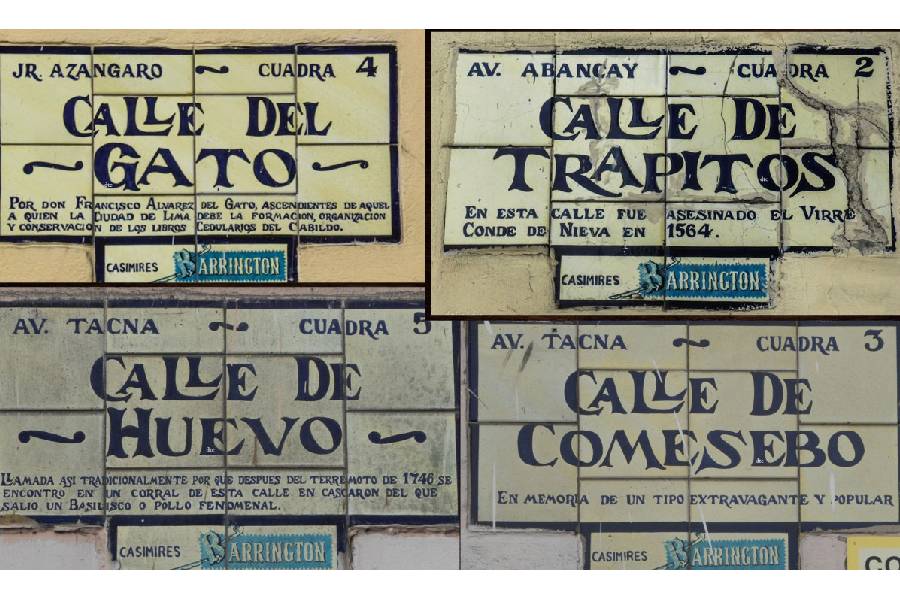 JR. AZANGARO ~ CUADRA 4
CALLE DEL
~ GATO ~
POR DON FRANCISCO ALVAREZ DEL GATO, ASCENDIENTES DE AQUEL
A QUIEN LA CIUDAD DE LIMA DEBE LA FORMACION, ORGANIZACION
Y CONSERVACION DE LOS LIBROS CEDULARIOS DEL CABILDO.
CASIMIRES BARRINGTON
AV. ABANCAY ~ CUADRA 2
CALLE DE
TRAPITOS
EN ESTA CALLE FUE ASESINADO EL VIRRE
CONDE DE NIEVA EN 1564.
CASIMIRES BARRINGTON
AV. TACNA ~ CUADRA 5
CALLE DE
~ HUEVO ~
LLAMADA ASI TRADICIONALMENTE POR QUE DESPUES DEL TERREMOTO DE 1746 SE
ENCONTRO EN UN CORRAL DE ESTA CALLE EN CASCARON DEL QUE
SALIO UN BASILISCO O POLLO FENOMENAL.
CASIMIRES BARRINGTON
AV. TACNA ~ CUADRA 3
CALLE DE
COMESEBO
EN MEMORIA DE UN TIPO EXTRAVAGANTE Y POPULAR
CASIMIRES BARRINGTON
CO